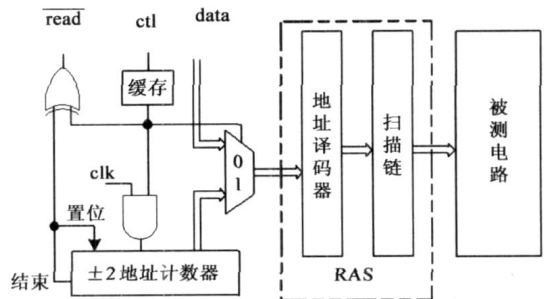 read
ctl
data
缓存
0
1
clk
置位
±2地址计数器
结束
地址译码器
扫描链
RAS
被测电路